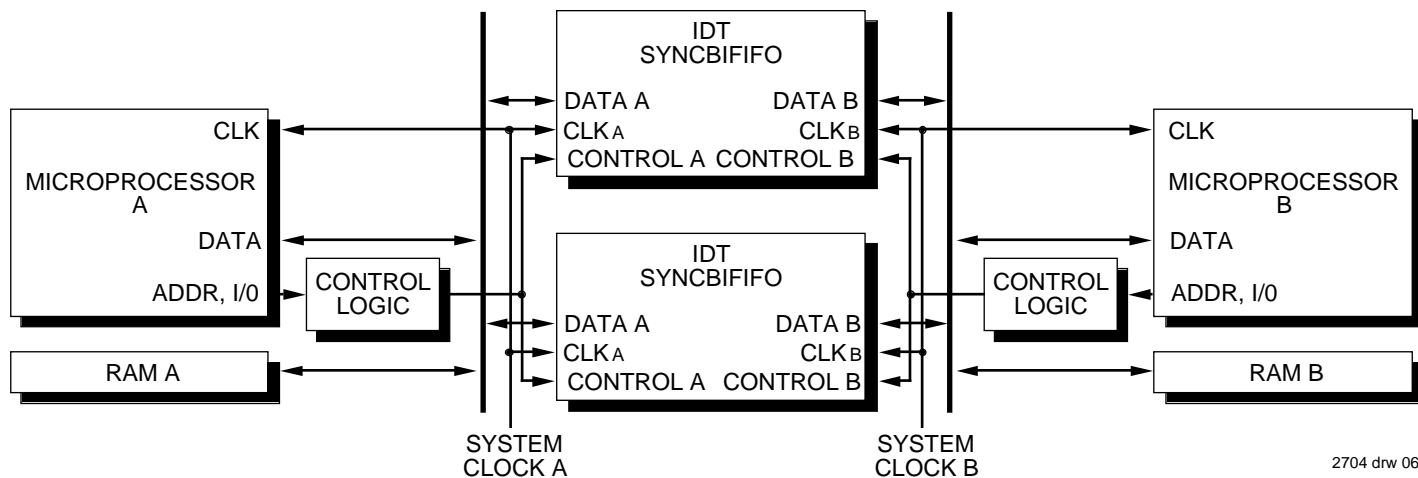 IDT
SYNCBIFIFO
DATA A
DATA B
CLKA
CLKB
CONTROL A
CONTROL B
CLK
MICROPROCESSOR
A
DATA
ADDR, I/0
CONTROL
LOGIC
RAM A
IDT
SYNCBIFIFO
DATA A
DATA B
CLKA
CLKB
CONTROL A
CONTROL B
CLK
MICROPROCESSOR
B
DATA
ADDR, I/0
CONTROL
LOGIC
RAM B
SYSTEM
CLOCK A
SYSTEM
CLOCK B
2704 drw 06